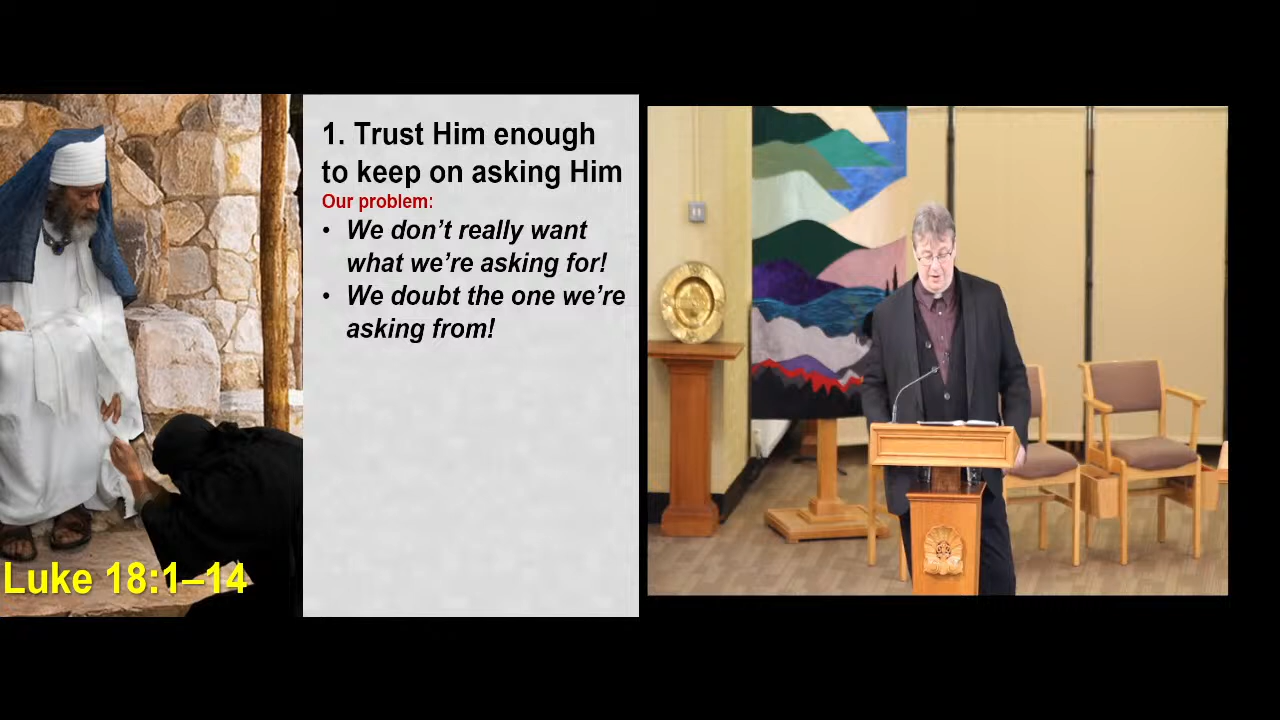 1. Trust Him enough
to keep on asking Him
Our problem:
• We don’t really want
what we’re asking for!
• We doubt the one we’re
asking from!
Luke 18:1–14